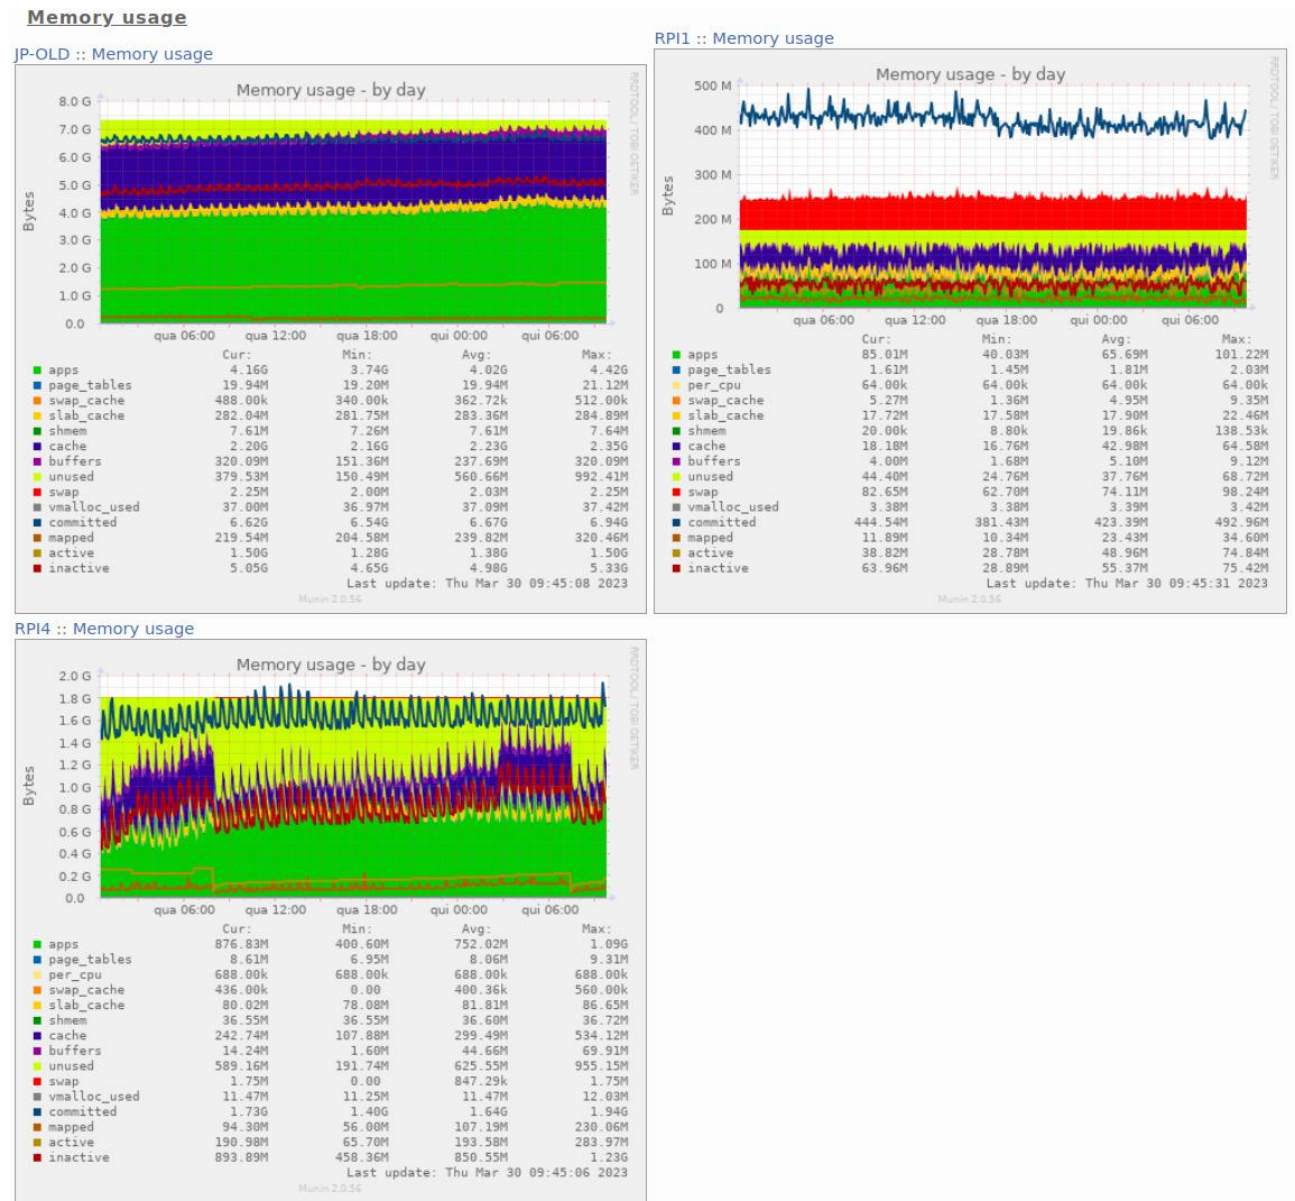 Memory usage
JP-OLD :: Memory usage
Memory usage - by day
RRDTOOL / TOBI OETIKER
Bytes
8.0 G
7.0 G
6.0 G
5.0 G
4.0 G
3.0 G
2.0 G
1.0 G
0.0
qua 06:00 qua 12:00 qua 18:00 qui 00:00 qui 06:00
Cur: Min: Avg: Max:
apps 4.16G 3.74G 4.02G 4.42G
page_tables 19.94M 19.20M 19.94M 21.12M
swap_cache 488.00k 340.00k 362.72k 512.00k
slab_cache 282.04M 281.75M 283.36M 284.89M
shmem 7.61M 7.26M 7.61M 7.64M
cache 2.20G 2.16G 2.23G 2.35G
buffers 320.09M 151.36M 237.69M 320.09M
unused 379.53M 150.49M 560.66M 992.41M
swap 2.25M 2.00M 2.03M 2.25M
vmalloc_used 37.00M 36.97M 37.09M 37.42M
committed 6.62G 6.54G 6.67G 6.94G
mapped 219.54M 204.58M 239.82M 320.46M
active 1.50G 1.28G 1.38G 1.50G
inactive 5.05G 4.65G 4.98G 5.33G
Last update: Thu Mar 30 09:45:08 2023
Munin 2.0.56
RPI1 :: Memory usage
Memory usage - by day
RRDTOOL / TOBI OETIKER
Bytes
500 M
400 M
300 M
200 M
100 M
0
qua 06:00 qua 12:00 qua 18:00 qui 00:00 qui 06:00
Cur: Min: Avg: Max:
apps 85.01M 40.03M 65.69M 101.22M
page_tables 1.61M 1.45M 1.81M 2.03M
per_cpu 64.00k 64.00k 64.00k 64.00k
swap_cache 5.27M 1.36M 4.95M 9.35M
slab_cache 17.72M 17.58M 17.90M 22.46M
shmem 20.00k 8.80k 19.86k 138.53k
cache 18.18M 16.76M 42.98M 64.58M
buffers 4.00M 1.68M 5.10M 9.12M
unused 44.40M 24.76M 37.76M 68.72M
swap 82.65M 62.70M 74.11M 98.24M
vmalloc_used 3.38M 3.38M 3.39M 3.42M
committed 444.54M 381.43M 423.39M 492.96M
mapped 11.89M 10.34M 23.43M 34.60M
active 38.82M 28.78M 48.96M 74.84M
inactive 63.96M 28.89M 55.37M 75.42M
Last update: Thu Mar 30 09:45:31 2023
Munin 2.0.56
RPI4 :: Memory usage
Memory usage - by day
RRDTOOL / TOBI OETIKER
Bytes
2.0 G
1.8 G
1.6 G
1.4 G
1.2 G
1.0 G
0.8 G
0.6 G
0.4 G
0.2 G
0.0
qua 06:00 qua 12:00 qua 18:00 qui 00:00 qui 06:00
Cur: Min: Avg: Max:
apps 876.83M 400.60M 752.02M 1.09G
page_tables 8.61M 6.95M 8.06M 9.31M
per_cpu 688.00k 688.00k 688.00k 688.00k
swap_cache 436.00k 0.00 400.36k 560.00k
slab_cache 80.02M 78.08M 81.81M 86.65M
shmem 36.55M 36.55M 36.60M 36.72M
cache 242.74M 107.88M 299.49M 534.12M
buffers 14.24M 1.60M 44.66M 69.91M
unused 589.16M 191.74M 625.55M 955.15M
swap 1.75M 0.00 847.29k 1.75M
vmalloc_used 11.47M 11.25M 11.47M 12.03M
committed 1.73G 1.40G 1.64G 1.94G
mapped 94.30M 56.00M 107.19M 230.06M
active 190.98M 65.70M 193.58M 283.97M
inactive 893.89M 458.36M 850.55M 1.23G
Last update: Thu Mar 30 09:45:06 2023
Munin 2.0.56